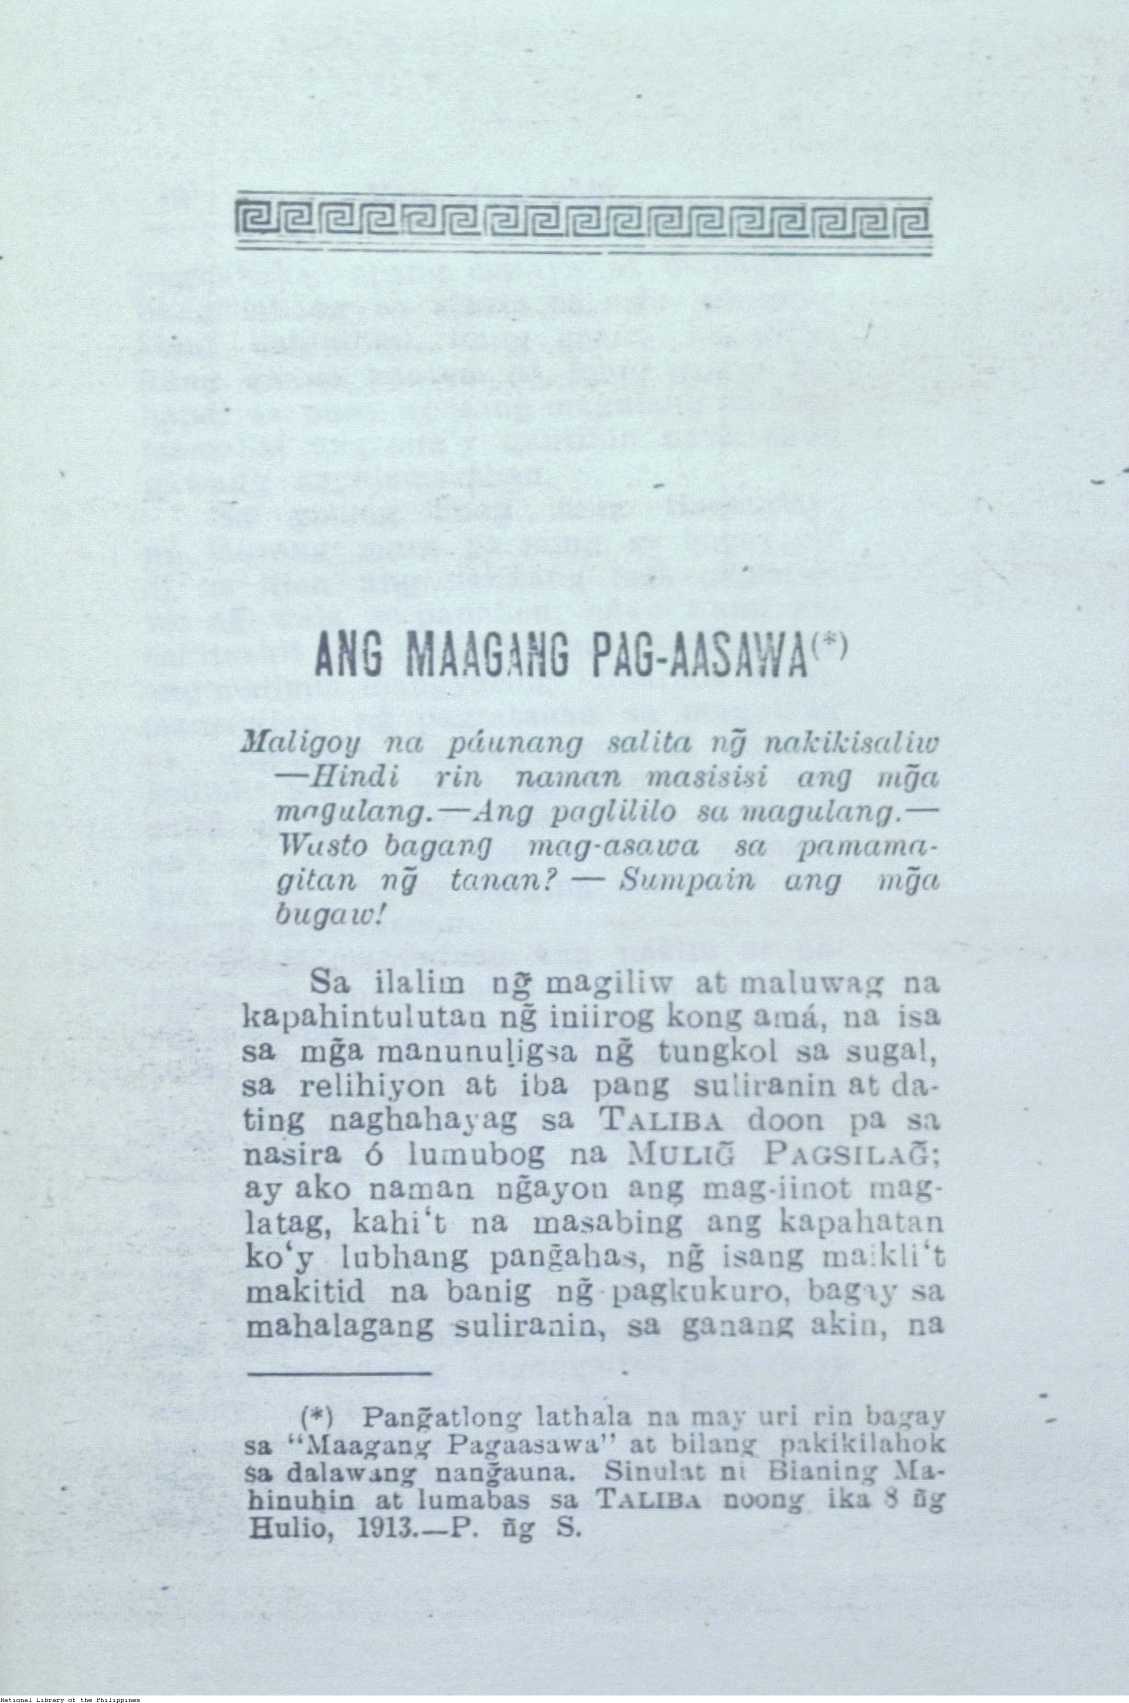 ANG MAAGANG PAG-AASAWA(*)
Maligoy na páunang salita ng̃ nakikisaliw
—Hindi rin naman masisisi ang mg̃a
magulang.—Ang paglililo sa magulang.—
Wasto bagang mag-asawa sa pamama-
gitan ng̃ tanan? — Sumpain ang mg̃a
bugaw!
Sa ilalim ng̃ magiliw at maluwag na
kapahintulutan ng̃ iniirog kong amá, na isa
sa mg̃a manunuligsa ng̃ tungkol sa sugal,
sa relihiyon at iba pang suliranin at da-
ting naghahayag sa TALIBA doon pa sa
nasira ó lumubog na MULIG̃ PAGSILAG̃;
ay ako naman ng̃ayon ang mag-iinot mag-
latag, kahi‘t na masabing ang kapahatan
ko‘y lubhang pang̃ahas, ng̃ isang maikli‘t
makitid na banig ng̃ pagkukuro, bagay sa
mahalagang suliranin, sa ganang akin, na
(*) Pang̃atlong lathala na may uri rin bagay
sa “Maagang Pagaasawa” at bilang pakikilahok
sa dalawang nang̃auna. Sinulat ni Bianing Ma-
hinuhin at lumabas sa TALIBA noong ika 8 ñg
Hulio, 1913.—P. ñg S.
National Library of the Philippines